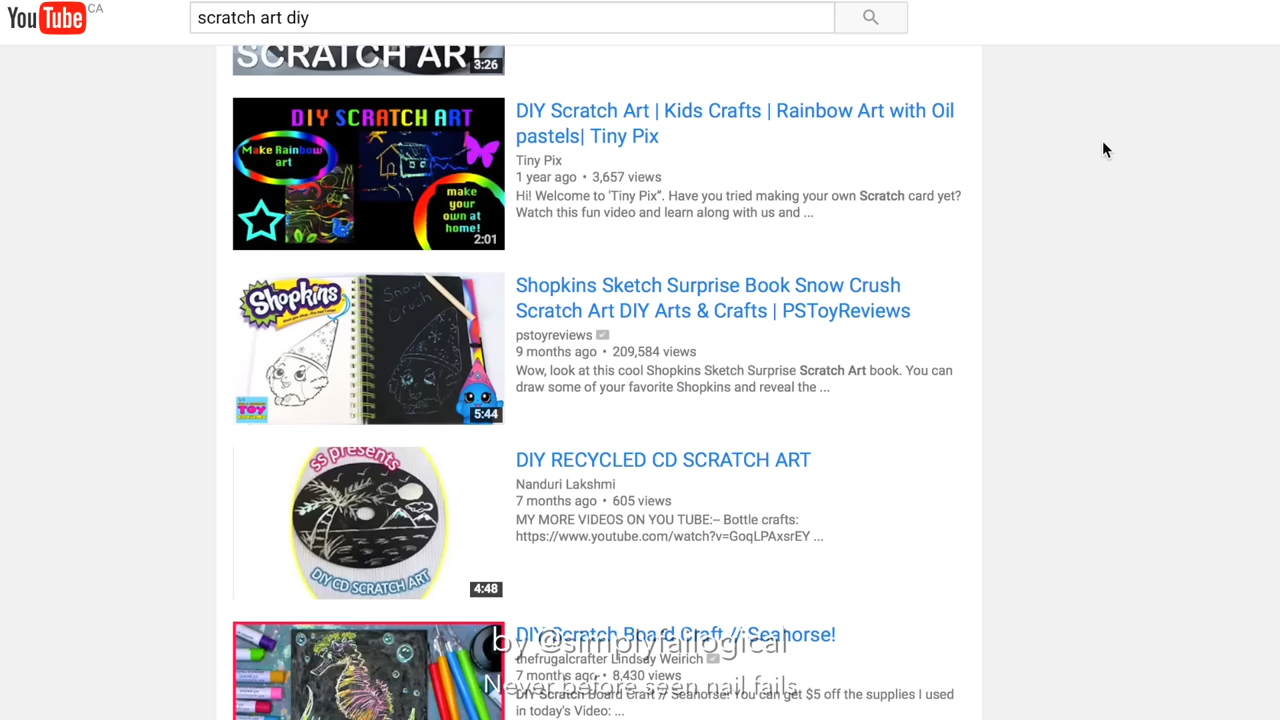 YouTube CA
scratch art diy
SCRATCH ART
3:26
DIY SCRATCH ART
Make Rainbow
art
make
your
own at
home!
2:01
DIY Scratch Art | Kids Crafts | Rainbow Art with Oil
pastels| Tiny Pix
Tiny Pix
1 year ago • 3,657 views
Hi! Welcome to 'Tiny Pix". Have you tried making your own Scratch card yet?
Watch this fun video and learn along with us and ...
Shopkins
Snow
Crush
TOY
5:44
Shopkins Sketch Surprise Book Snow Crush
Scratch Art DIY Arts & Crafts | PSToyReviews
pstoyreviews
9 months ago • 209,584 views
Wow, look at this cool Shopkins Sketch Surprise Scratch Art book. You can
draw some of your favorite Shopkins and reveal the ...
ss presents
DIY CD SCRATCH ART
4:48
DIY RECYCLED CD SCRATCH ART
Nanduri Lakshmi
7 months ago • 605 views
MY MORE VIDEOS ON YOU TUBE:-- Bottle crafts:
https://www.youtube.com/watch?v=GoqLPAxsrEY ...
DIY Scratch Board Craft // Seahorse!
by @simplynailogical
thefrugalcrafter Lindsay Weirich
7 months ago • 8,430 views
Never before seen nail fails
DIY Scratch Board Craft // Seahorse! You can get $5 off the supplies I used
in today's Video: ...